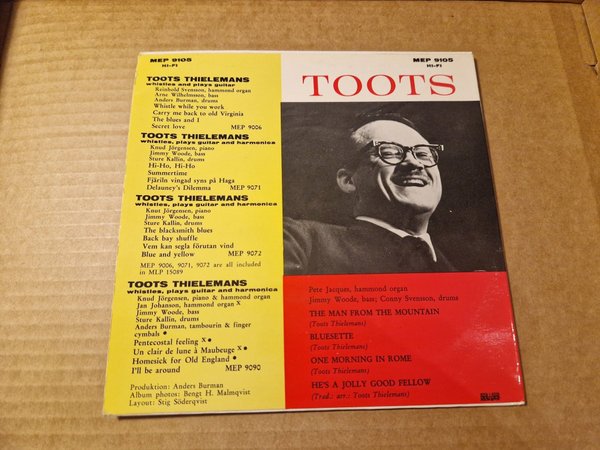 MEP 9105
HI-FI
TOOTS THIELEMANS
whistles and plays guitar
Reinhold Svensson, hammond organ
Arne Wilhelmsson, bass
Anders Burman, drums
Whistle while you work
Carry me back to old Virginia
The blues and I
Secret love MEP 9006
TOOTS THIELEMANS
whistles, plays guitar and harmonica
Knud Jörgensen, piano
Jimmy Woode, bass
Sture Kallin, drums
Hi-Ho, Hi-Ho
Summertime
Fjäriln vingad syns på Haga
Delauney's Dilemma MEP 9071
TOOTS THIELEMANS
whistles, plays guitar and harmonica
Knut Jörgensen, piano
Jimmy Woode, bass
Sture Kallin, drums
The blacksmith blues
Back bay shuffle
Vem kan segla förutan vind
Blue and yellow MEP 9072
MEP 9006, 9071, 9072 are all included
in MLP 15089
TOOTS THIELEMANS
whistles, plays guitar and harmonica
Knud Jörgensen, piano & hammond organ
Jan Johanson, hammond organ x
Jimmy Woode, bass
Sture Kallin, drums
Anders Burman, tambourin & finger
cymbals •
Pentecostal feeling x •
Un clair de lune à Maubeuge x •
Homesick for Old England •
I'll be around MEP 9090
Produktion: Anders Burman
Album photos: Bengt H. Malmqvist
Layout: Stig Söderqvist
MEP 9105
HI-FI
TOOTS
Pete Jacques, hammond organ
Jimmy Woode, bass; Conny Svensson, drums
THE MAN FROM THE MOUNTAIN
(Toots Thielemans)
BLUESETTE
(Toots Thielemans)
ONE MORNING IN ROME
(Toots Thielemans)
HE'S A JOLLY GOOD FELLOW
(Trad.: arr.: Toots Thielemans)